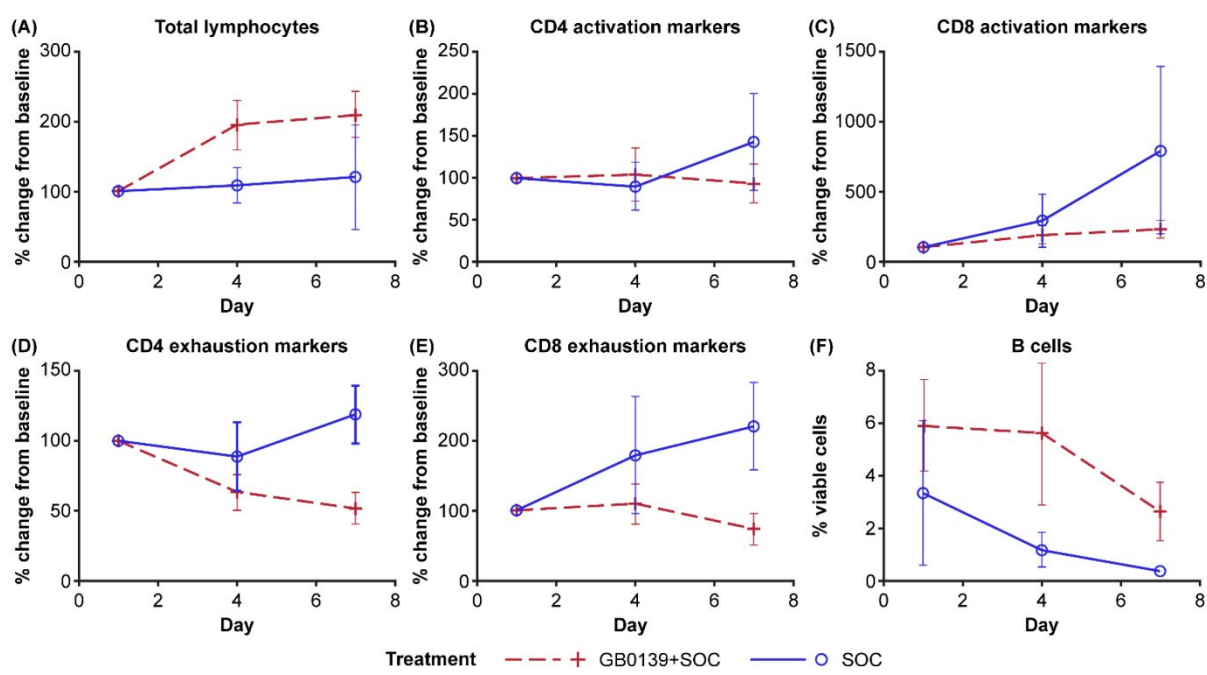 (A) Total lymphocytes
% change from baseline
300
200
100
0
0 2 4 6 8
Day
(B) CD4 activation markers
% change from baseline
250
200
150
100
50
0
0 2 4 6 8
Day
(C) CD8 activation markers
% change from baseline
1500
1000
500
0
0 2 4 6 8
Day
(D) CD4 exhaustion markers
% change from baseline
150
100
50
0
0 2 4 6 8
Day
(E) CD8 exhaustion markers
% change from baseline
300
200
100
0
0 2 4 6 8
Day
(F) B cells
% viable cells
8
6
4
2
0
0 2 4 6 8
Day
Treatment GB0139+SOC SOC